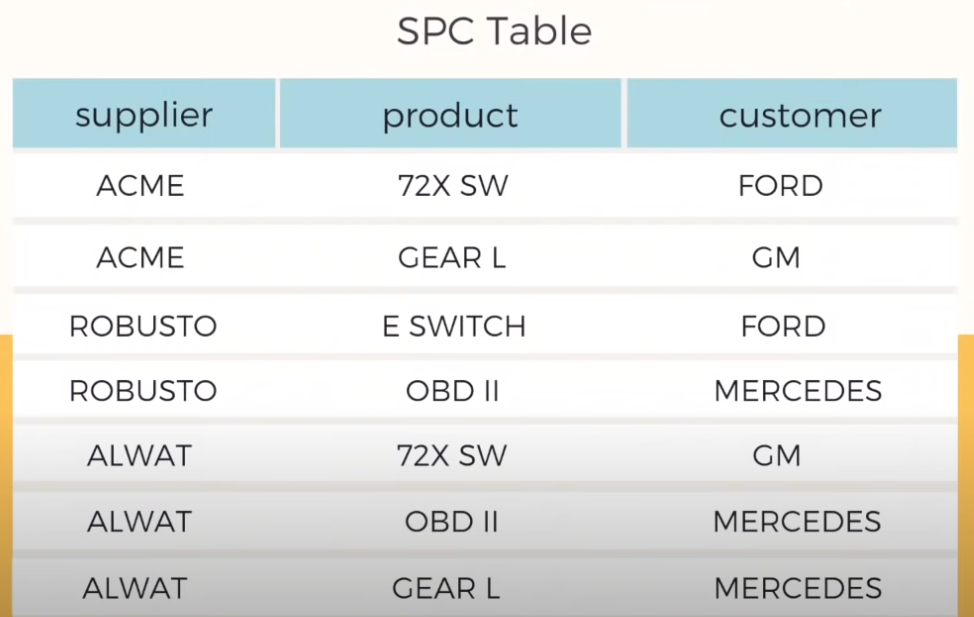 SPC Table
supplier product customer
ACME 72X SW FORD
ACME GEAR L GM
ROBUSTO E SWITCH FORD
ROBUSTO OBD II MERCEDES
ALWAT 72X SW GM
ALWAT OBD II MERCEDES
ALWAT GEAR L MERCEDES